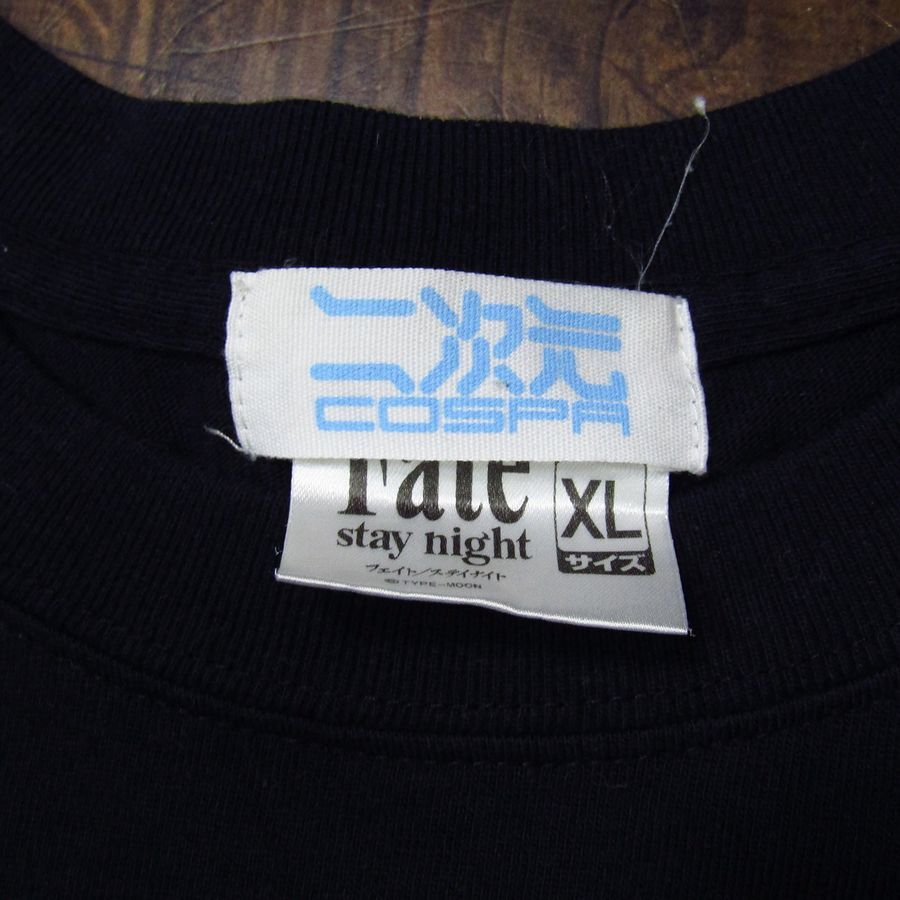 二次元
COSPA
Fate
stay night
フェイト/ステイナイト
© TYPE-MOON
XL
サイズ